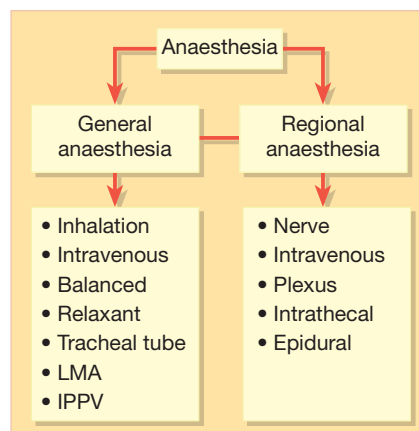 Anaesthesia
General
anaesthesia
Regional
anaesthesia
• Inhalation
• Intravenous
• Balanced
• Relaxant
• Tracheal tube
• LMA
• IPPV
• Nerve
• Intravenous
• Plexus
• Intrathecal
• Epidural